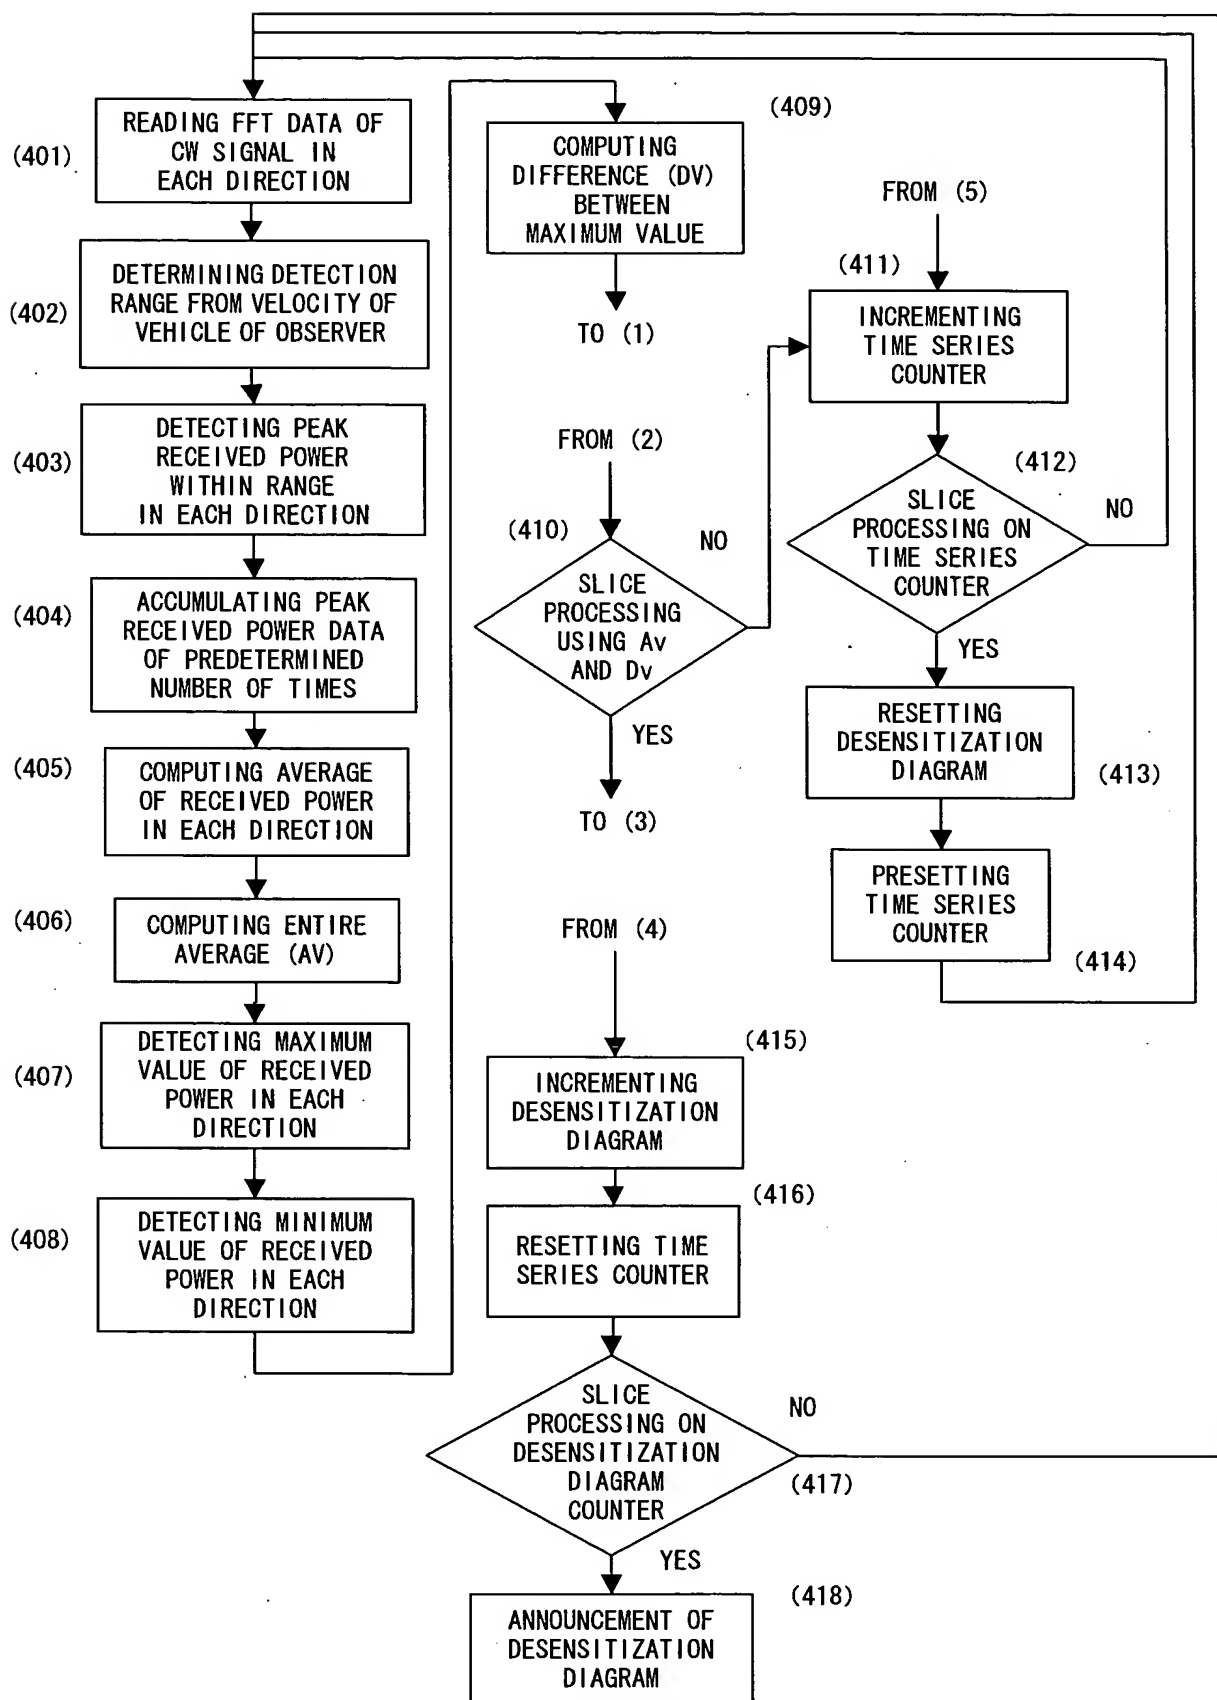 (401)
READING FFT DATA OF
CW SIGNAL IN
EACH DIRECTION
(402)
DETERMINING DETECTION
RANGE FROM VELOCITY OF
VEHICLE OF OBSERVER
(403)
DETECTING PEAK
RECEIVED POWER
WITHIN RANGE
IN EACH DIRECTION
(404)
ACCUMULATING PEAK
RECEIVED POWER DATA
OF PREDETERMINED
NUMBER OF TIMES
(405)
COMPUTING AVERAGE
OF RECEIVED POWER
IN EACH DIRECTION
(406)
COMPUTING ENTIRE
AVERAGE (AV)
(407)
DETECTING MAXIMUM
VALUE OF RECEIVED
POWER IN EACH
DIRECTION
(408)
DETECTING MINIMUM
VALUE OF RECEIVED
POWER IN EACH
DIRECTION
(409)
COMPUTING
DIFFERENCE (DV)
BETWEEN
MAXIMUM VALUE
TO (1)
FROM (2)
(410)
SLICE
PROCESSING
USING Av
AND Dv
NO
YES
TO (3)
FROM (5)
(411)
INCREMENTING
TIME SERIES
COUNTER
(412)
SLICE
PROCESSING ON
TIME SERIES
COUNTER
NO
YES
RESETTING
DESENSITIZATION
DIAGRAM
(413)
PRESETTING
TIME SERIES
COUNTER
(414)
FROM (4)
(415)
INCREMENTING
DESENSITIZATION
DIAGRAM
(416)
RESETTING TIME
SERIES COUNTER
SLICE
PROCESSING ON
DESENSITIZATION
DIAGRAM
COUNTER
NO
(417)
YES
(418)
ANNOUNCEMENT OF
DESENSITIZATION
DIAGRAM